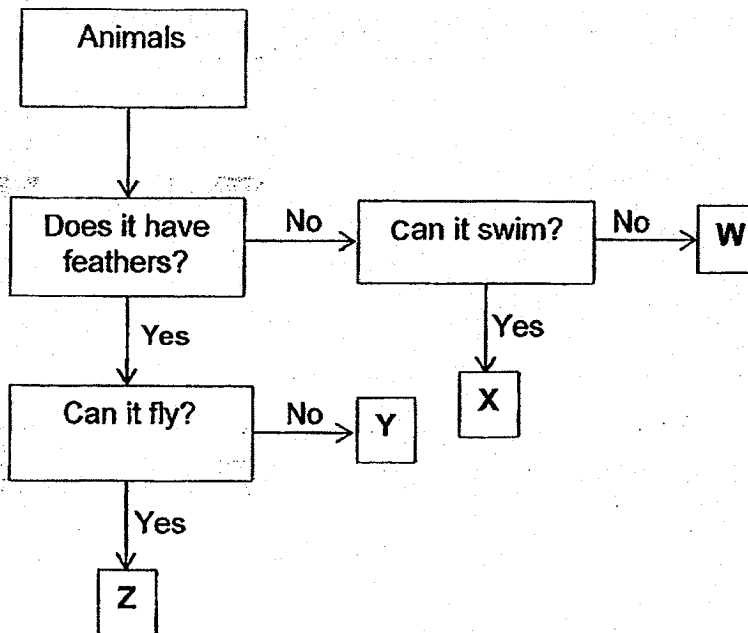 Animals
Does it have
feathers?
No
Can it swim?
No
W
Yes
Yes
X
Can it fly?
No
Y
Yes
Z